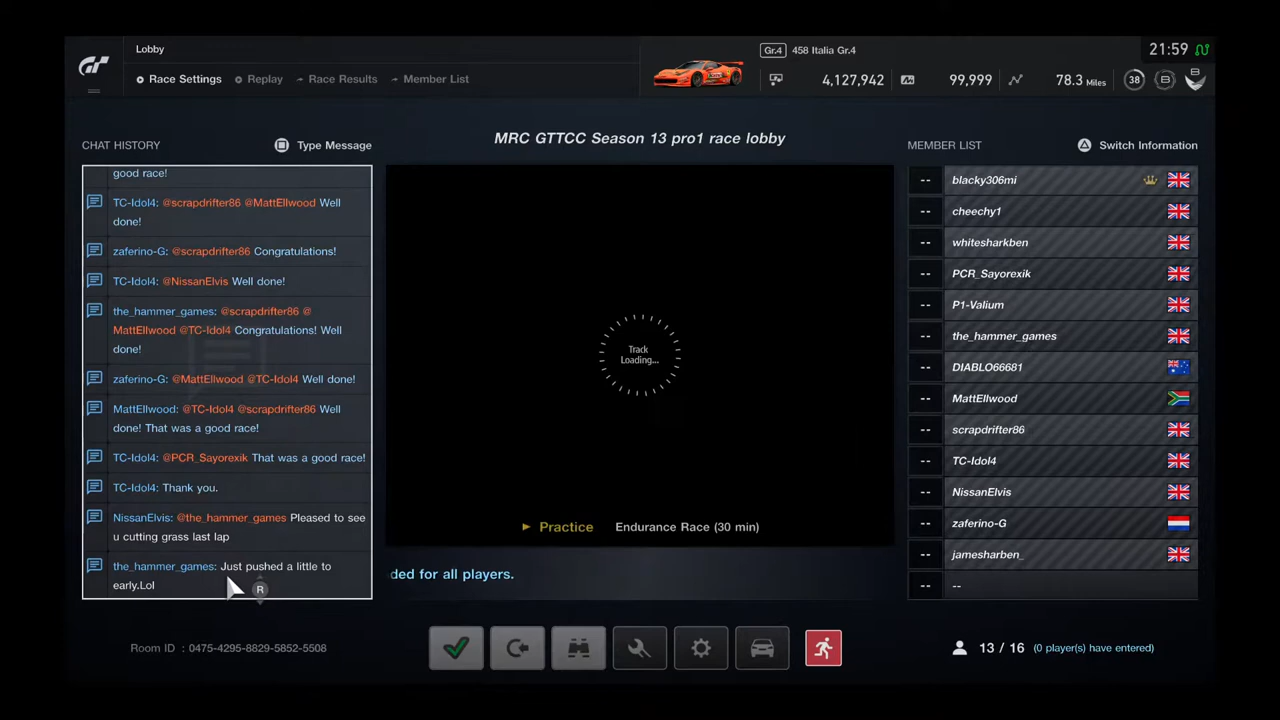 Lobby
Gr.4 458 Italia Gr.4
21:59
Race Settings Replay Race Results Member List
4,127,942 99,999 78.3 Miles 38 B B
MRC GTTCC Season 13 pro1 race lobby
CHAT HISTORY Type Message
good race!
TC-Idol4: @scrapdrifter86 @MattEllwood Well
done!
zaferino-G: @scrapdrifter86 Congratulations!
TC-Idol4: @NissanElvis Well done!
the_hammer_games: @scrapdrifter86 @
MattEllwood @TC-Idol4 Congratulations! Well
done!
zaferino-G: @MattEllwood @TC-Idol4 Well done!
MattEllwood: @TC-Idol4 @scrapdrifter86 Well
done! That was a good race!
TC-Idol4: @PCR_Sayorexik That was a good race!
TC-Idol4: Thank you.
NissanElvis: @the_hammer_games Pleased to see
u cutting grass last lap
the_hammer_games: Just pushed a little to
early.Lol
R
Track
Loading...
Practice Endurance Race (30 min)
ded for all players.
MEMBER LIST Switch Information
-- blacky306mi
-- cheechy1
-- whitesharkben
-- PCR_Sayorexik
-- P1-Valium
-- the_hammer_games
-- DIABLO66681
-- MattEllwood
-- scrapdrifter86
-- TC-Idol4
-- NissanElvis
-- zaferino-G
-- jamesharben_
-- --
Room ID : 0475-4295-8829-5852-5508
13 / 16 (0 player(s) have entered)